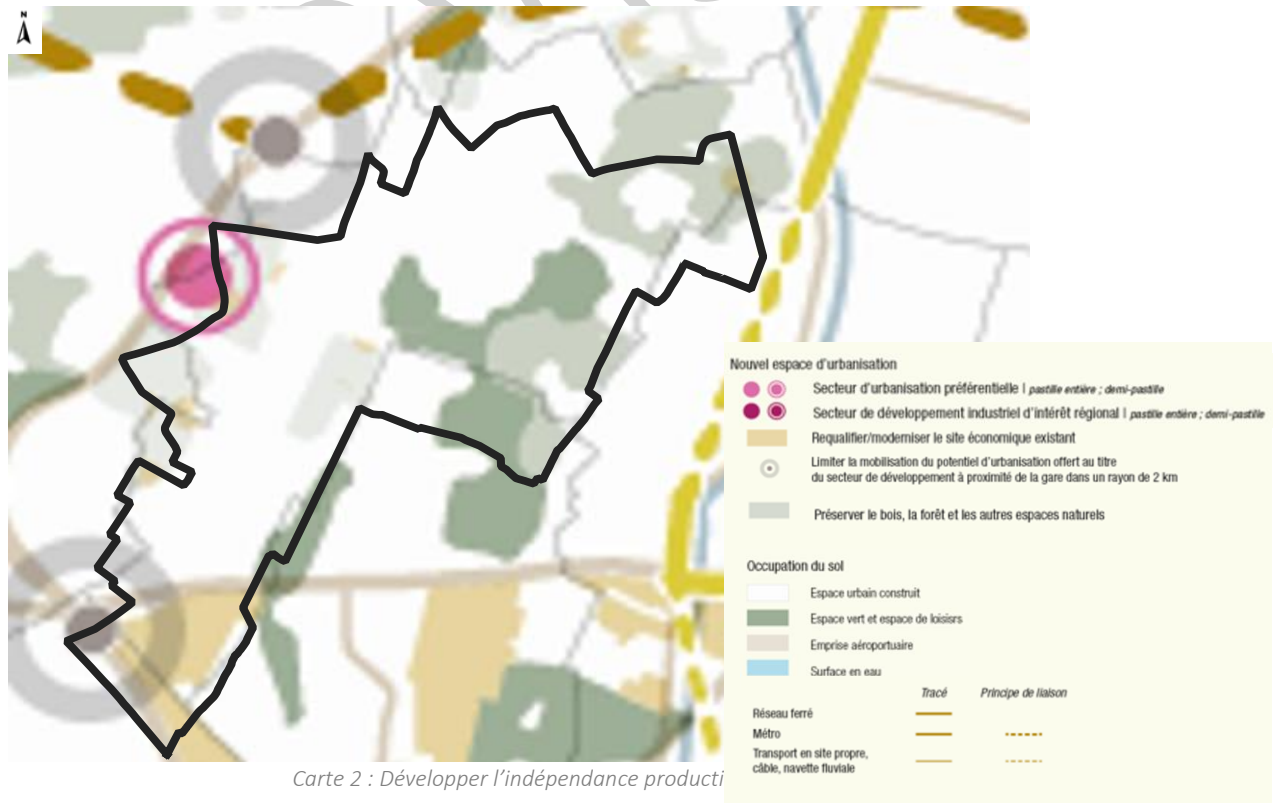 N
Nouvel espace d'urbanisation
Secteur d'urbanisation préférentielle | pastille entière ; demi-pastille
Secteur de développement industriel d'intérêt régional | pastille entière ; demi-pastille
Requalifier/moderniser le site économique existant
Limiter la mobilisation du potentiel d'urbanisation offert au titre
du secteur de développement à proximité de la gare dans un rayon de 2 km
Préserver le bois, la forêt et les autres espaces naturels
Occupation du sol
Espace urbain construit
Espace vert et espace de loisisrs
Emprise aéroportuaire
Surface en eau
Tracé Principe de liaison
Réseau ferré
Métro
Transport en site propre,
câble, navette fluviale
Carte 2 : Développer l'indépendance producti